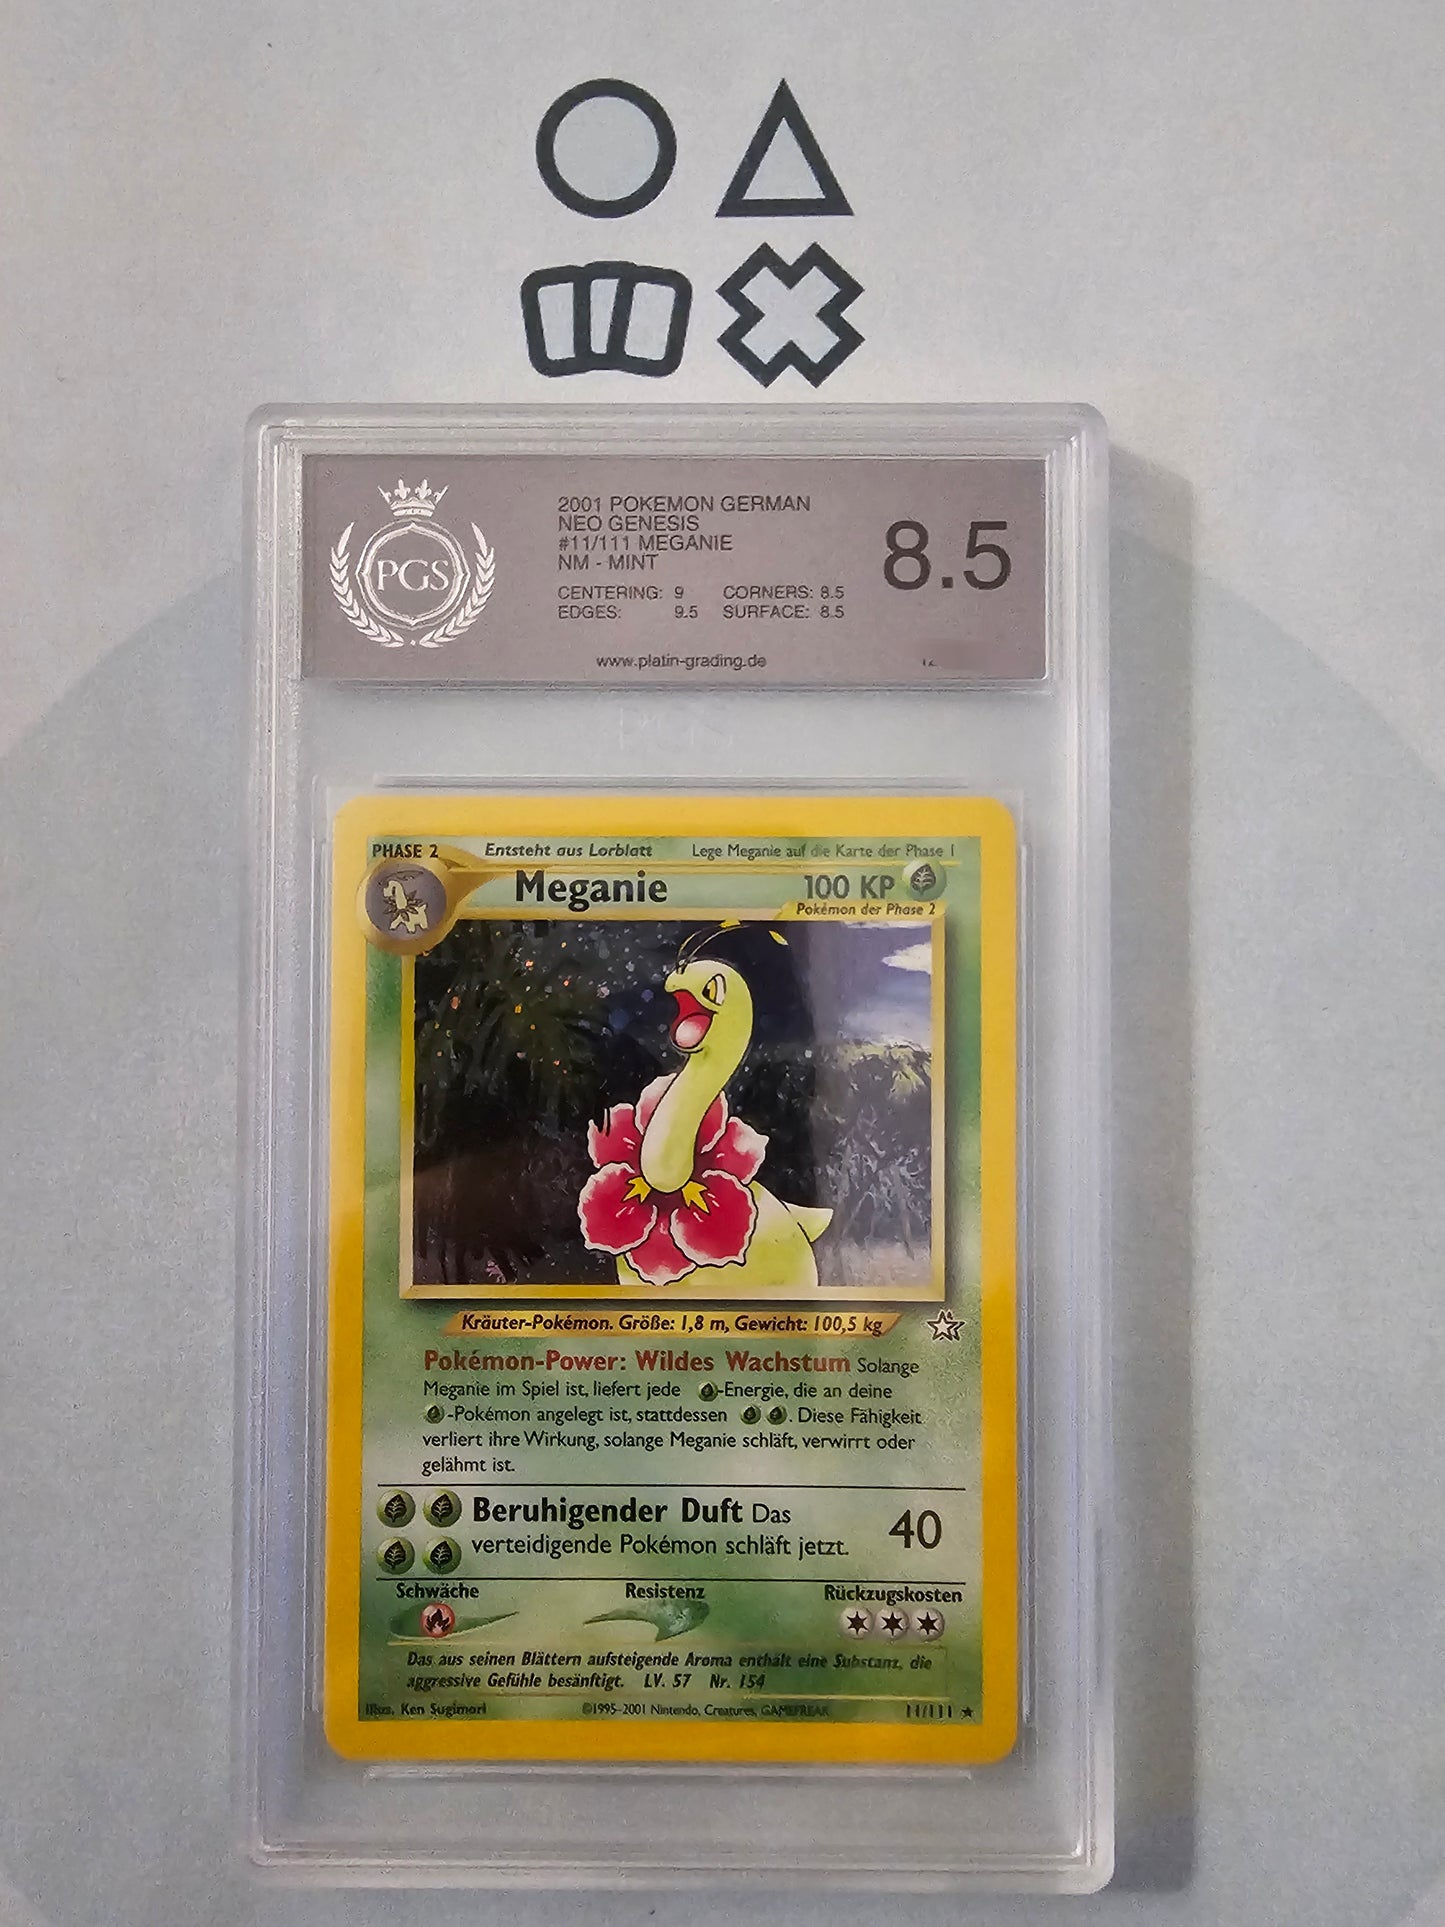 PGS
2001 POKEMON GERMAN
NEO GENESIS
#11/111 MEGANIE
NM - MINT
CENTERING: 9 CORNERS: 8.5
EDGES: 9.5 SURFACE: 8.5
8.5
www.platin-grading.de
PGS
PHASE 2 Entsteht aus Lorblatt Lege Meganie auf die Karte der Phase 1
Meganie 100 KP
Pokémon der Phase 2
Kräuter-Pokémon. Größe: 1,8 m, Gewicht: 100,5 kg
Pokémon-Power: Wildes Wachstum Solange
Meganie im Spiel ist, liefert jede -Energie, die an deine
-Pokémon angelegt ist, stattdessen . Diese Fähigkeit
verliert ihre Wirkung, solange Meganie schläft, verwirrt oder
gelähmt ist.
Beruhigender Duft Das
verteidigende Pokémon schläft jetzt.
40
Schwäche Resistenz Rückzugskosten
Das aus seinen Blättern aufsteigende Aroma enthält eine Substanz, die
aggressive Gefühle besänftigt. LV. 57 Nr. 154
Illus. Ken Sugimori ©1995-2001 Nintendo, Creatures, GAMEFREAK 11/111